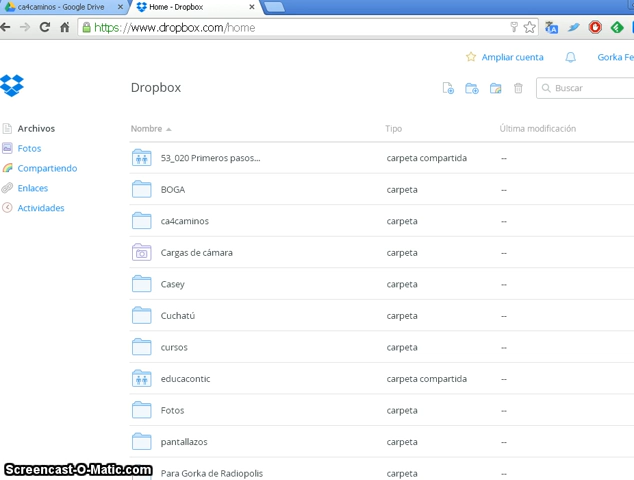 ca4caminos - Google Drive
Home - Dropbox
https://www.dropbox.com/home
Ampliar cuenta
Gorka Fe
Dropbox
Buscar
Archivos
Fotos
Compartiendo
Enlaces
Actividades
Nombre Tipo Última modificación
53_020 Primeros pasos... carpeta compartida --
BOGA carpeta --
ca4caminos carpeta --
Cargas de cámara carpeta --
Casey carpeta --
Cuchatú carpeta --
cursos carpeta --
educacontic carpeta compartida --
Fotos carpeta --
pantallazos carpeta --
Para Gorka de Radiopolis carpeta --
Screencast-O-Matic.com